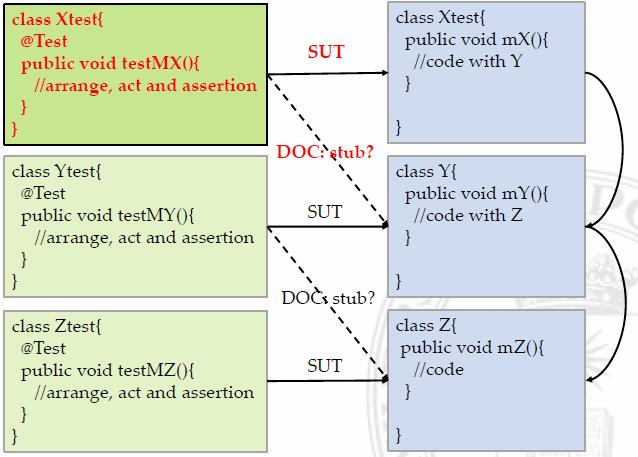 class Xtest{
@Test
public void testMX(){
//arrange, act and assertion
}
}
SUT
class Xtest{
public void mX(){
//code with Y
}
}
DOC: stub?
class Ytest{
@Test
public void testMY(){
//arrange, act and assertion
}
}
SUT
class Y{
public void mY(){
//code with Z
}
}
DOC: stub?
class Ztest{
@Test
public void testMZ(){
//arrange, act and assertion
}
}
SUT
class Z{
public void mZ(){
//code
}
}